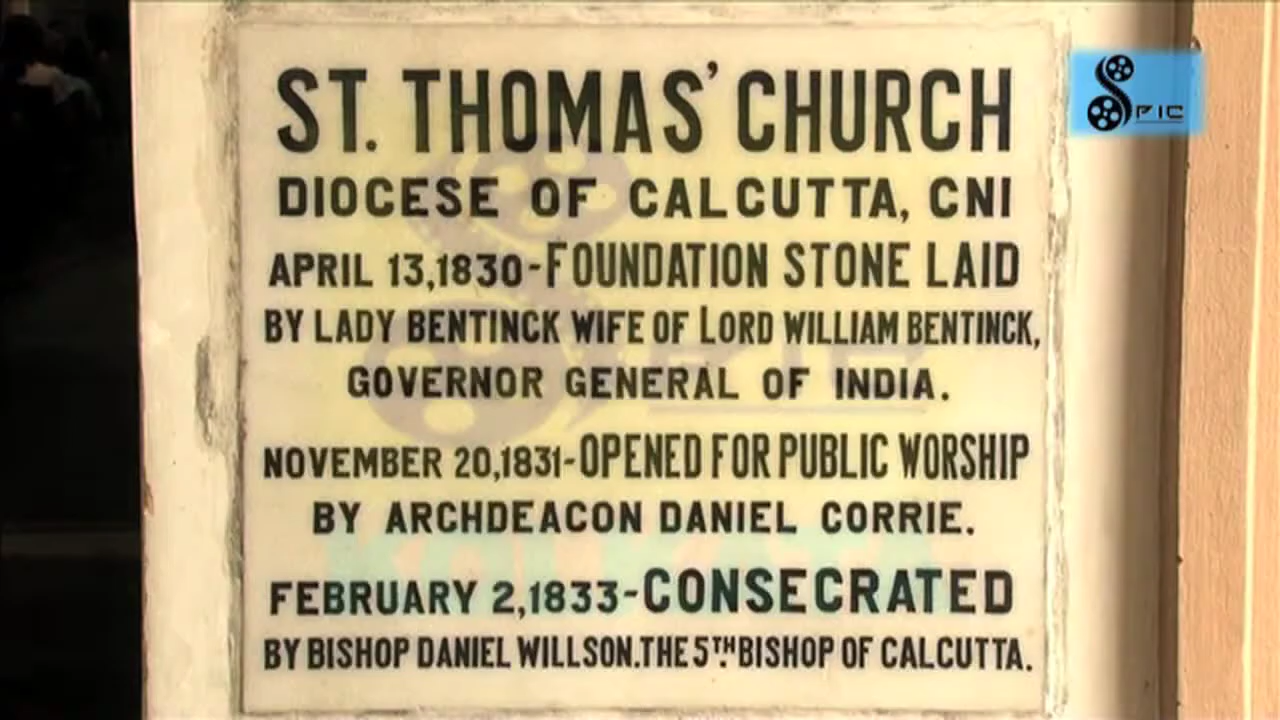 ST. THOMAS' CHURCH
DIOCESE OF CALCUTTA, CNI
APRIL 13,1830-FOUNDATION STONE LAID
BY LADY BENTINCK WIFE OF LORD WILLIAM BENTINCK,
GOVERNOR GENERAL OF INDIA.
NOVEMBER 20,1831-OPENED FOR PUBLIC WORSHIP
BY ARCHDEACON DANIEL CORRIE.
FEBRUARY 2,1833-CONSECRATED
BY BISHOP DANIEL WILLSON.THE 5TH BISHOP OF CALCUTTA.
PIC